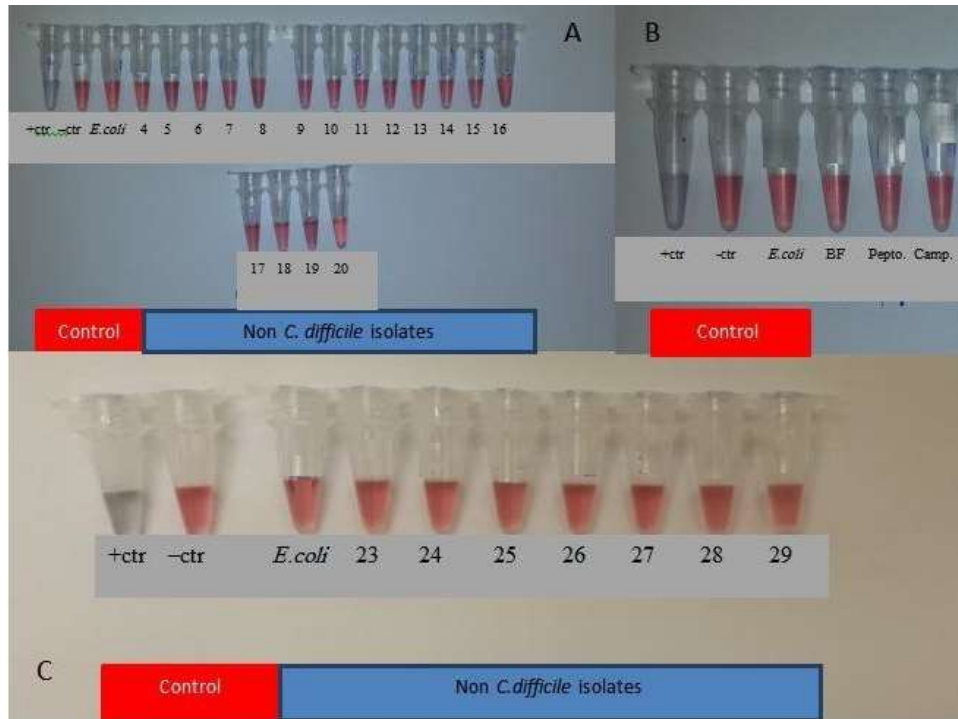 A
+ctr –ctr E.coli 4 5 6 7 8 9 10 11 12 13 14 15 16
17 18 19 20
Control Non C. difficile isolates
B
+ctr -ctr E.coli BF Pepto. Camp.
Control
+ctr –ctr E.coli 23 24 25 26 27 28 29
C
Control Non C.difficile isolates